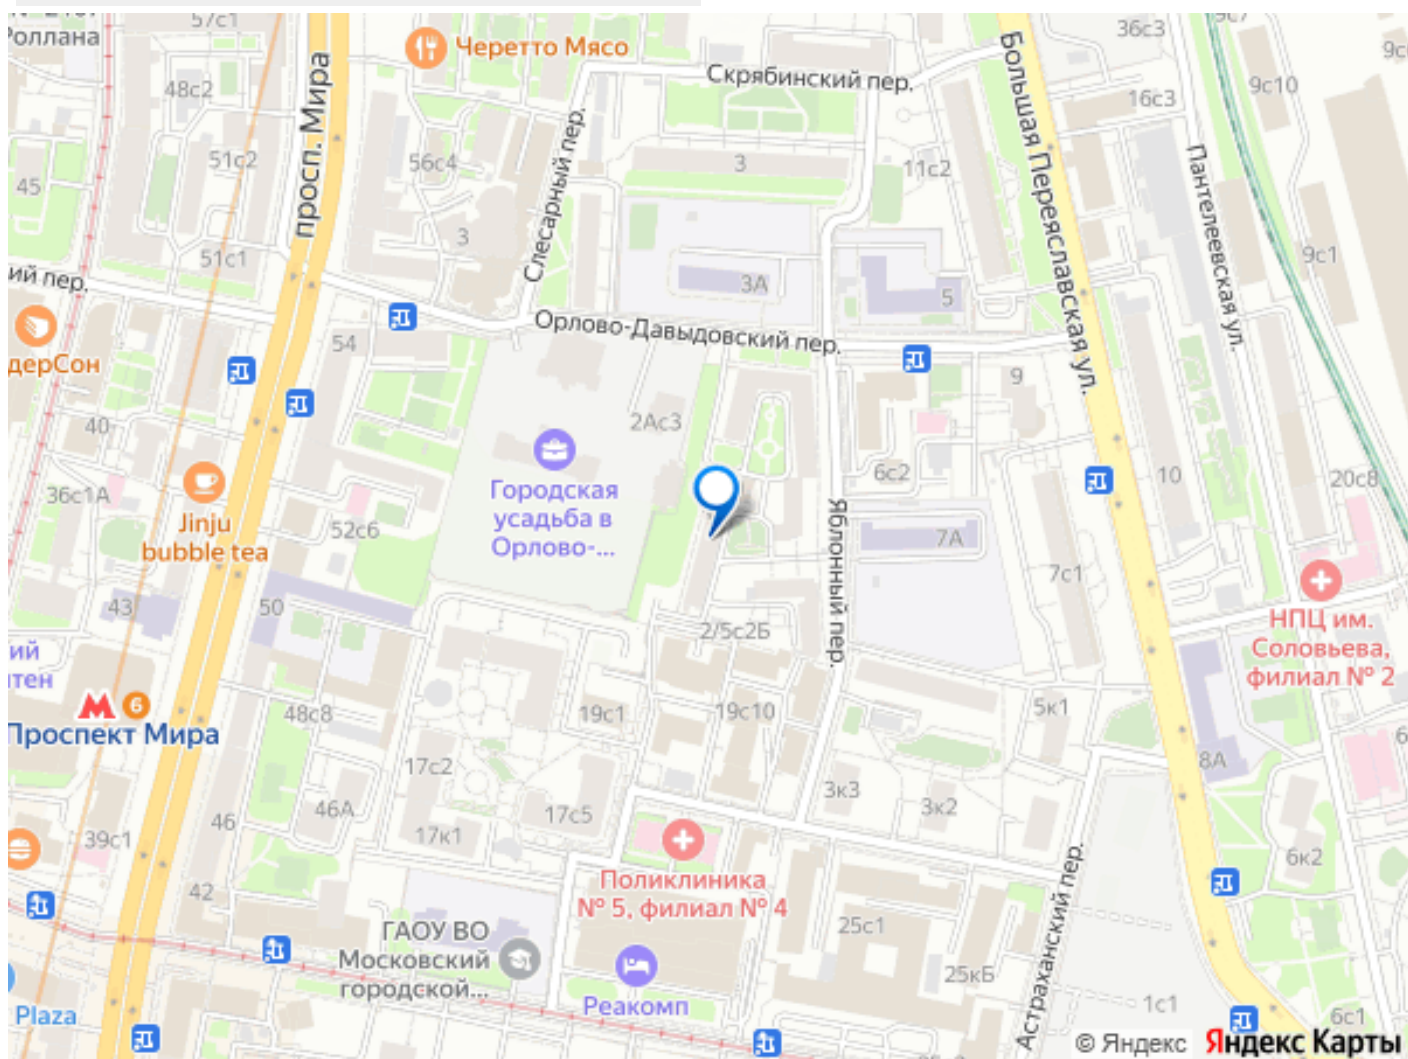 57с1
Роллана
Черетто Мясо
Скрябинский пер.
36с3
9с10
48с2
16с3
просп. Мира
Большая Переяславская ул.
51с2
56с4
Слесарный пер.
3
11с2
Пантелеевская ул.
45
3
51с1
9с1
ий пер.
3А
5
Орлово-Давыдовский пер.
54
дерСон
9
40
2Ас3
6с2
10
20с8
36с1А
Городская
усадьба в
Орлово-...
Jinju
bubble tea
52с6
Яблонный пер.
7А
7с1
43
50
2/5с2Б
НПЦ им.
Соловьева,
филиал № 2
ий
тен
6
Проспект Мира
48с8
19с1
19с10
5к1
17с2
8А
3к3
3к2
46А
46
17с5
17к1
39с1
6к2
Поликлиника
№ 5, филиал № 4
42
25с1
Астраханский пер.
ГАОУ ВО
Московский
городской...
25кБ
Реакомп
1с1
6с1
Plaza
© Яндекс
Яндекс Карты